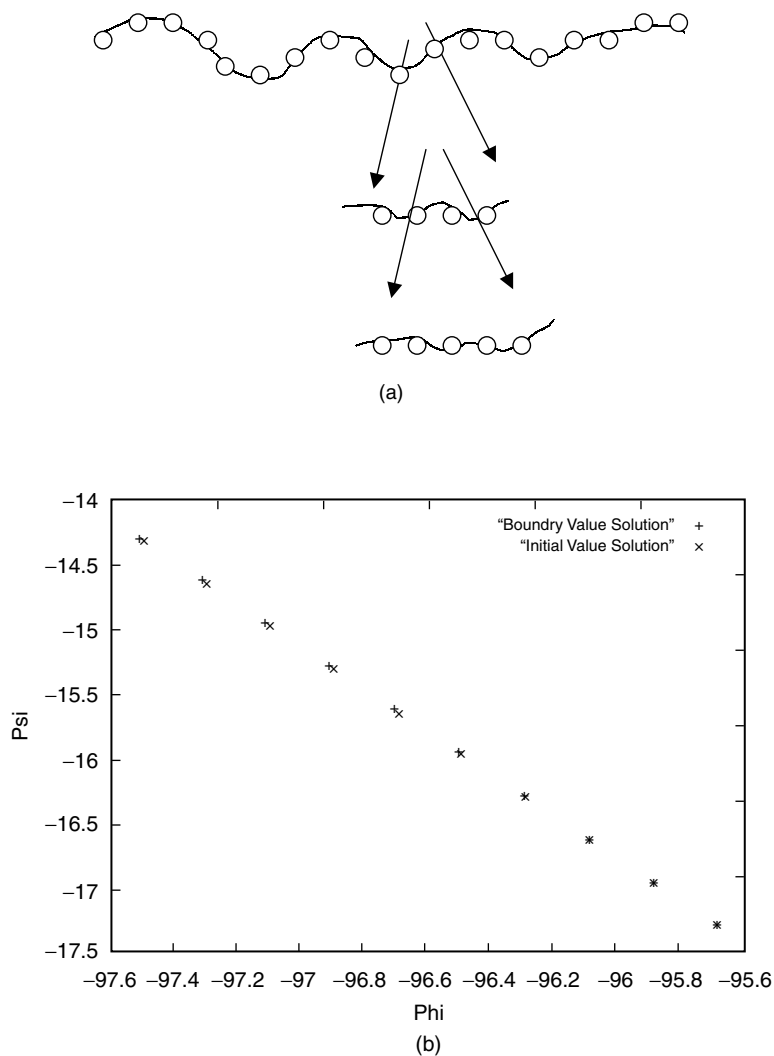 (a)
−14
−14.5
−15
−15.5
−16
−16.5
−17
−17.5
Psi
“Boundry Value Solution” +
“Initial Value Solution” ×
−97.6 −97.4 −97.2 −97 −96.8 −96.6 −96.4 −96.2 −96 −95.8 −95.6
Phi
(b)